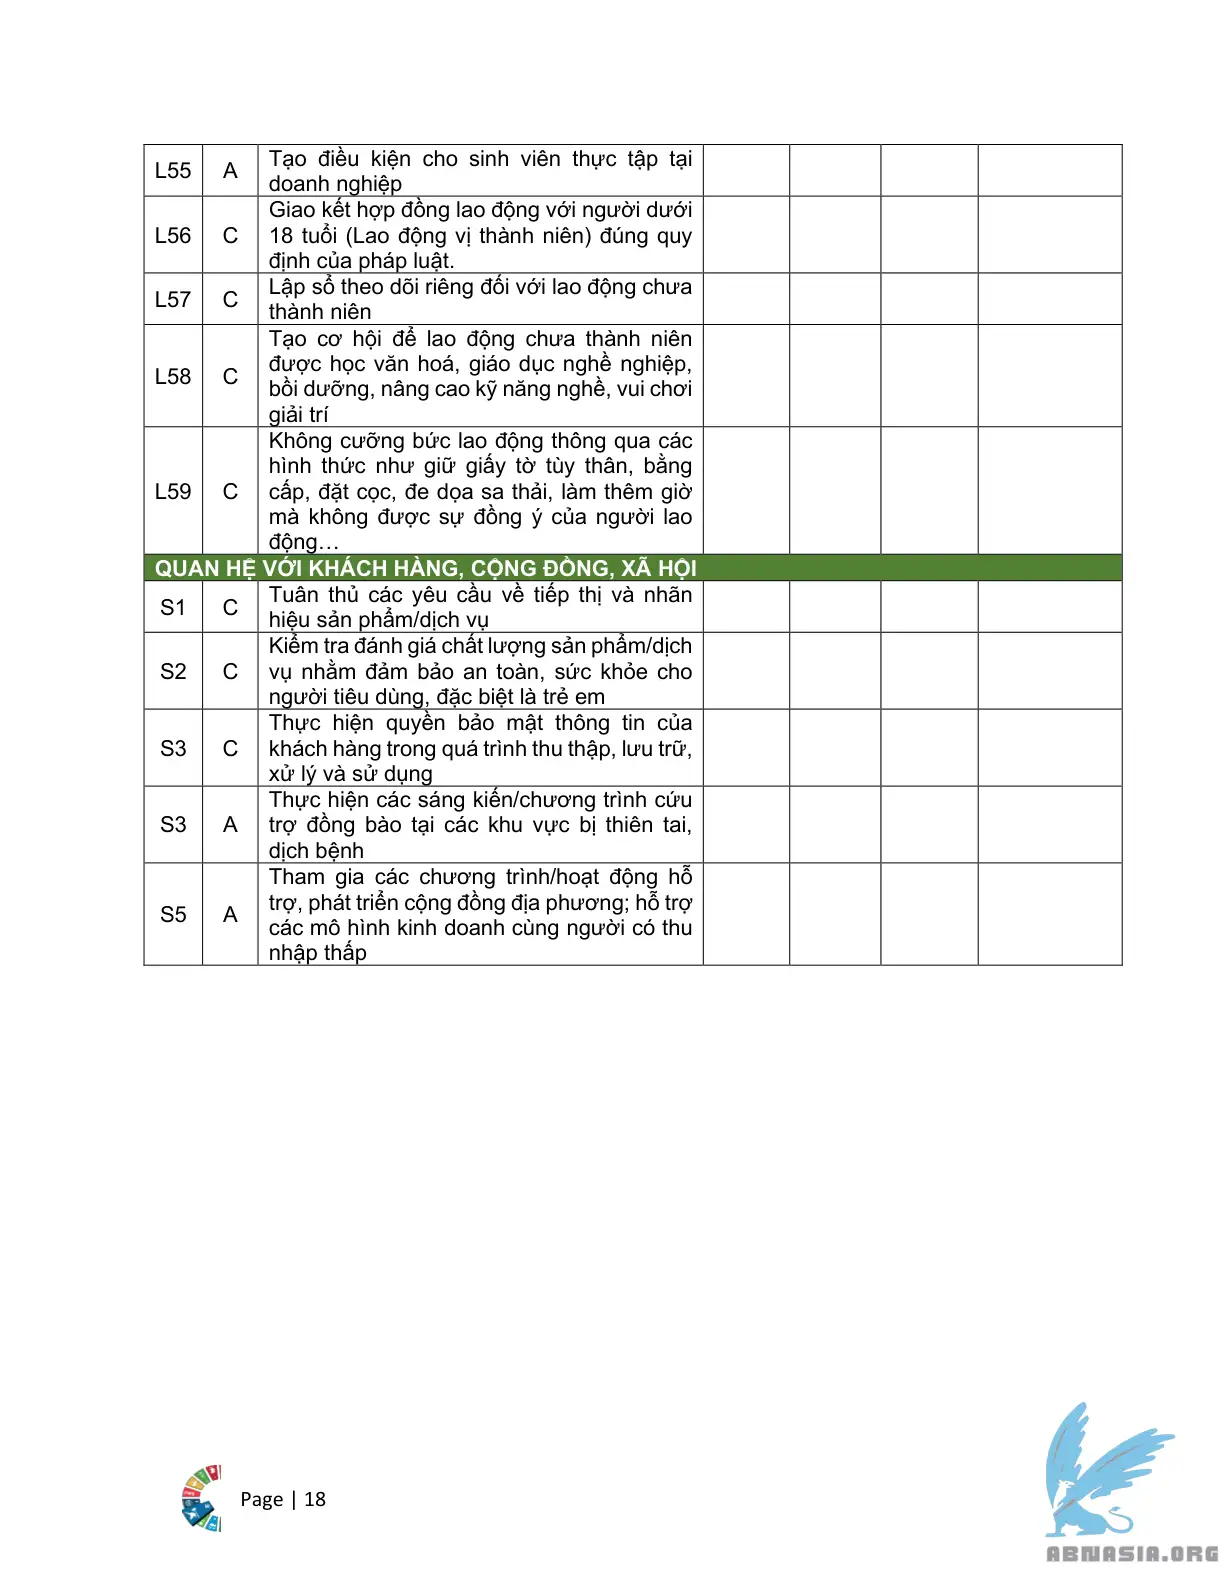 L55 A Tạo điều kiện cho sinh viên thực tập tại
doanh nghiệp
L56 C Giao kết hợp đồng lao động với người dưới
18 tuổi (Lao động vị thành niên) đúng quy
định của pháp luật.
L57 C Lập sổ theo dõi riêng đối với lao động chưa
thành niên
L58 C Tạo cơ hội để lao động chưa thành niên
được học văn hoá, giáo dục nghề nghiệp,
bồi dưỡng, nâng cao kỹ năng nghề, vui chơi
giải trí
L59 C Không cưỡng bức lao động thông qua các
hình thức như giữ giấy tờ tùy thân, bằng
cấp, đặt cọc, đe dọa sa thải, làm thêm giờ
mà không được sự đồng ý của người lao
động…
QUAN HỆ VỚI KHÁCH HÀNG, CỘNG ĐỒNG, XÃ HỘI
S1 C Tuân thủ các yêu cầu về tiếp thị và nhãn
hiệu sản phẩm/dịch vụ
S2 C Kiểm tra đánh giá chất lượng sản phẩm/dịch
vụ nhằm đảm bảo an toàn, sức khỏe cho
người tiêu dùng, đặc biệt là trẻ em
S3 C Thực hiện quyền bảo mật thông tin của
khách hàng trong quá trình thu thập, lưu trữ,
xử lý và sử dụng
S3 A Thực hiện các sáng kiến/chương trình cứu
trợ đồng bào tại các khu vực bị thiên tai,
dịch bệnh
S5 A Tham gia các chương trình/hoạt động hỗ
trợ, phát triển cộng đồng địa phương; hỗ trợ
các mô hình kinh doanh cùng người có thu
nhập thấp
Page | 18
ABNASIA.ORG